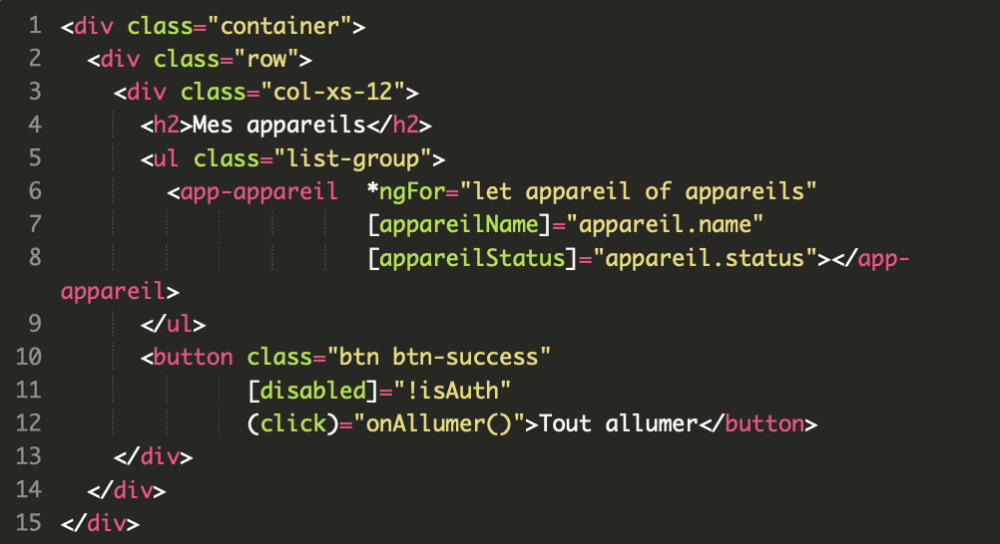 1 <div class="container">
2   <div class="row">
3     <div class="col-xs-12">
4       <h2>Mes appareils</h2>
5       <ul class="list-group">
6         <app-appareil  *ngFor="let appareil of appareils"
7                        [appareilName]="appareil.name"
8                        [appareilStatus]="appareil.status"></app-
appareil>
9       </ul>
10       <button class="btn btn-success"
11               [disabled]="!isAuth"
12               (click)="onAllumer()">Tout allumer</button>
13     </div>
14   </div>
15 </div>